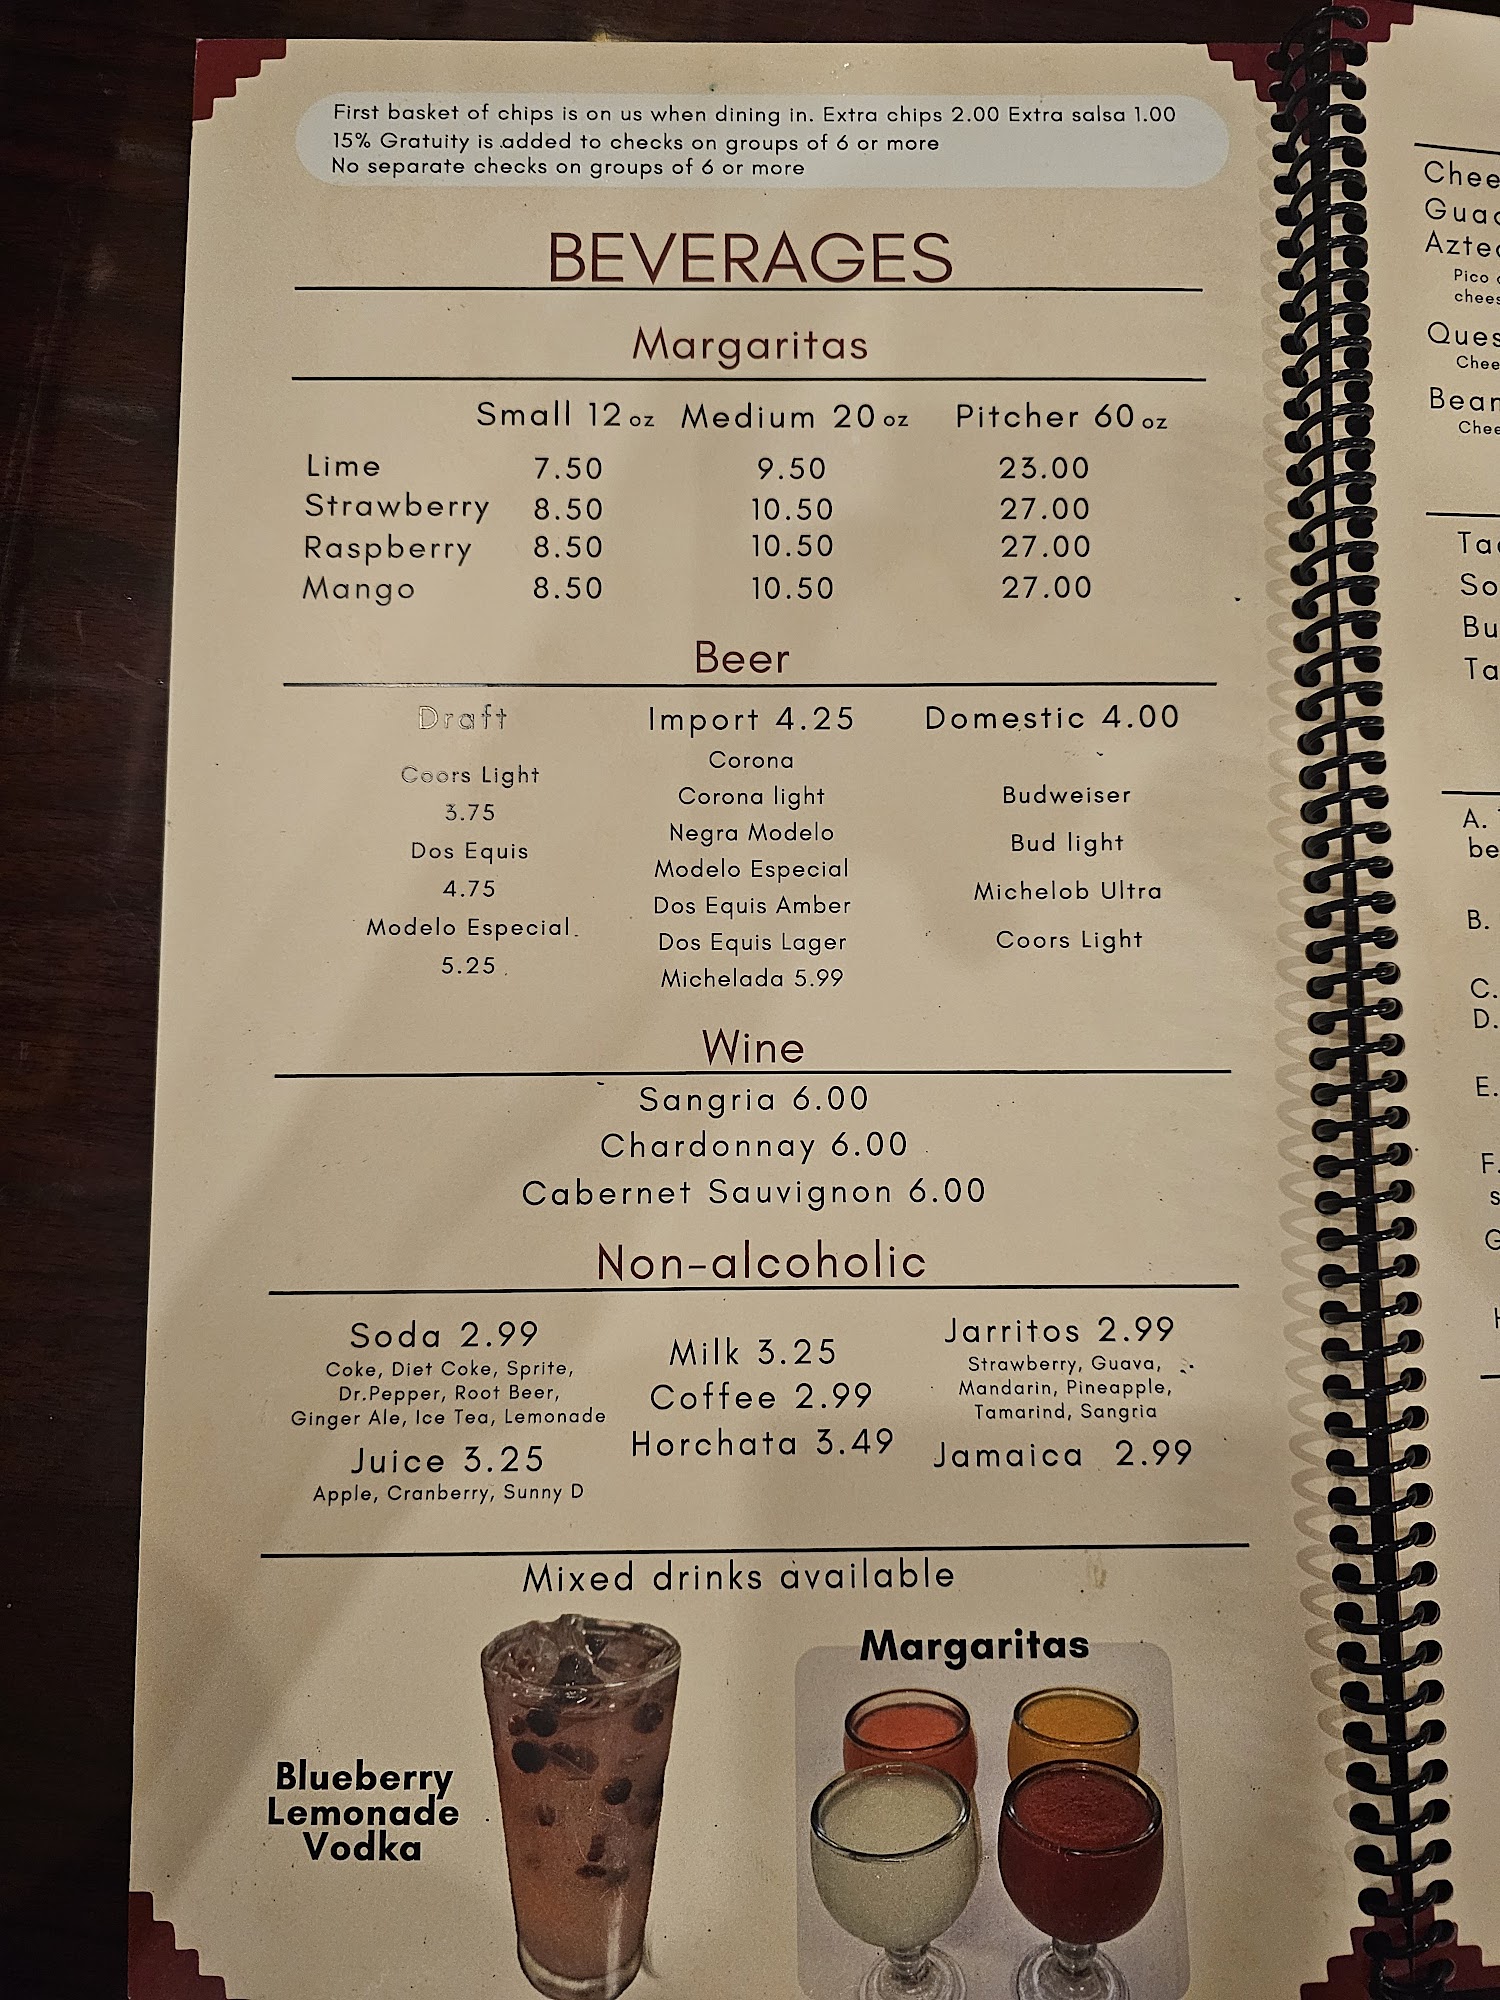 First basket of chips is on us when dining in. Extra chips 2.00 Extra salsa 1.00
15% Gratuity is added to checks on groups of 6 or more
No separate checks on groups of 6 or more
BEVERAGES
Margaritas
Small 12 oz Medium 20 oz Pitcher 60 oz
Lime 7.50 9.50 23.00
Strawberry 8.50 10.50 27.00
Raspberry 8.50 10.50 27.00
Mango 8.50 10.50 27.00
Beer
Draft
Coors Light
3.75
Dos Equis
4.75
Modelo Especial
5.25
Import 4.25
Corona
Corona light
Negra Modelo
Modelo Especial
Dos Equis Amber
Dos Equis Lager
Michelada 5.99
Domestic 4.00
Budweiser
Bud light
Michelob Ultra
Coors Light
Wine
Sangria 6.00
Chardonnay 6.00
Cabernet Sauvignon 6.00
Non-alcoholic
Soda 2.99
Coke, Diet Coke, Sprite,
Dr.Pepper, Root Beer,
Ginger Ale, Ice Tea, Lemonade
Juice 3.25
Apple, Cranberry, Sunny D
Milk 3.25
Coffee 2.99
Horchata 3.49
Jarritos 2.99
Strawberry, Guava,
Mandarin, Pineapple,
Tamarind, Sangria
Jamaica 2.99
Mixed drinks available
Blueberry
Lemonade
Vodka
Margaritas
Pico
A.
B.
C.
D.
E.
F.